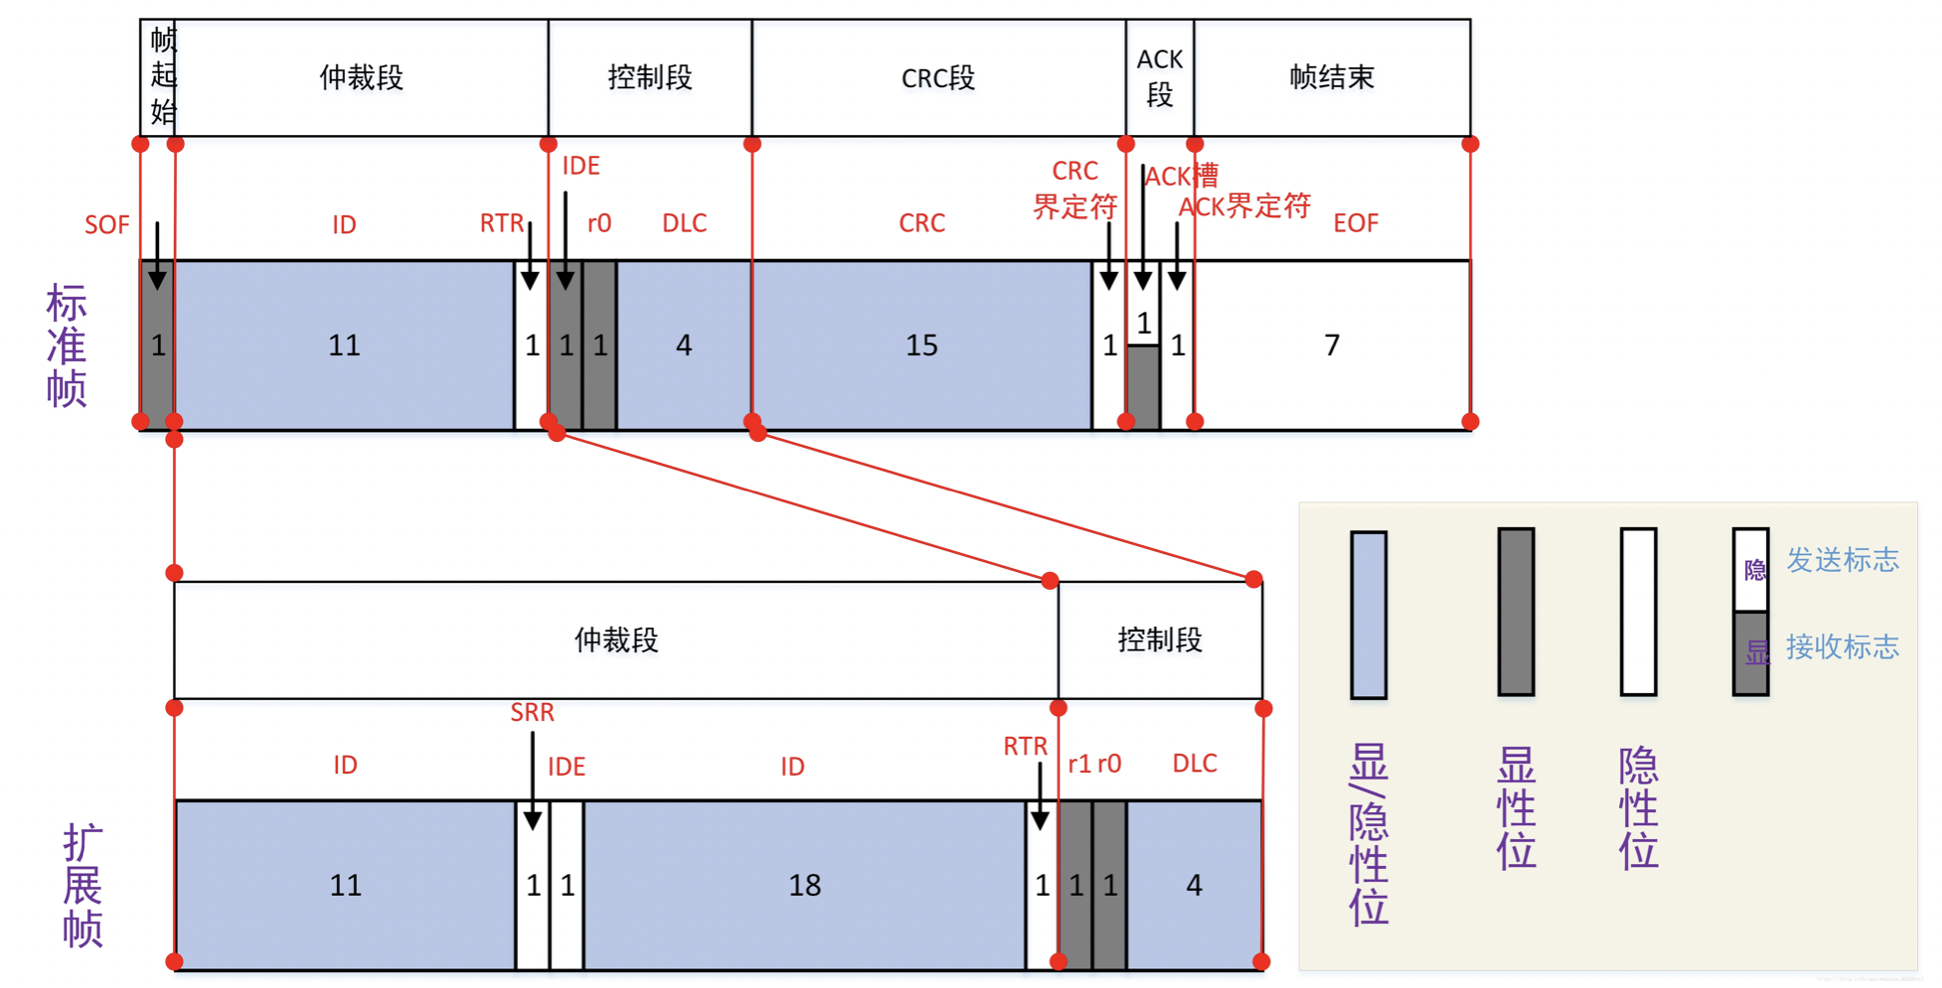 帧起始
仲裁段
控制段
CRC段
ACK段
帧结束
SOF
ID
RTR
IDE
r0
DLC
CRC
CRC界定符
ACK槽
ACK界定符
EOF
标准帧
1
11
1
1
1
4
15
1
1
1
7
仲裁段
控制段
ID
SRR
IDE
ID
RTR
r1 r0
DLC
扩展帧
11
1
1
18
1
1
1
4
隐
发送标志
显
接收标志
显/隐性位
显性位
隐性位